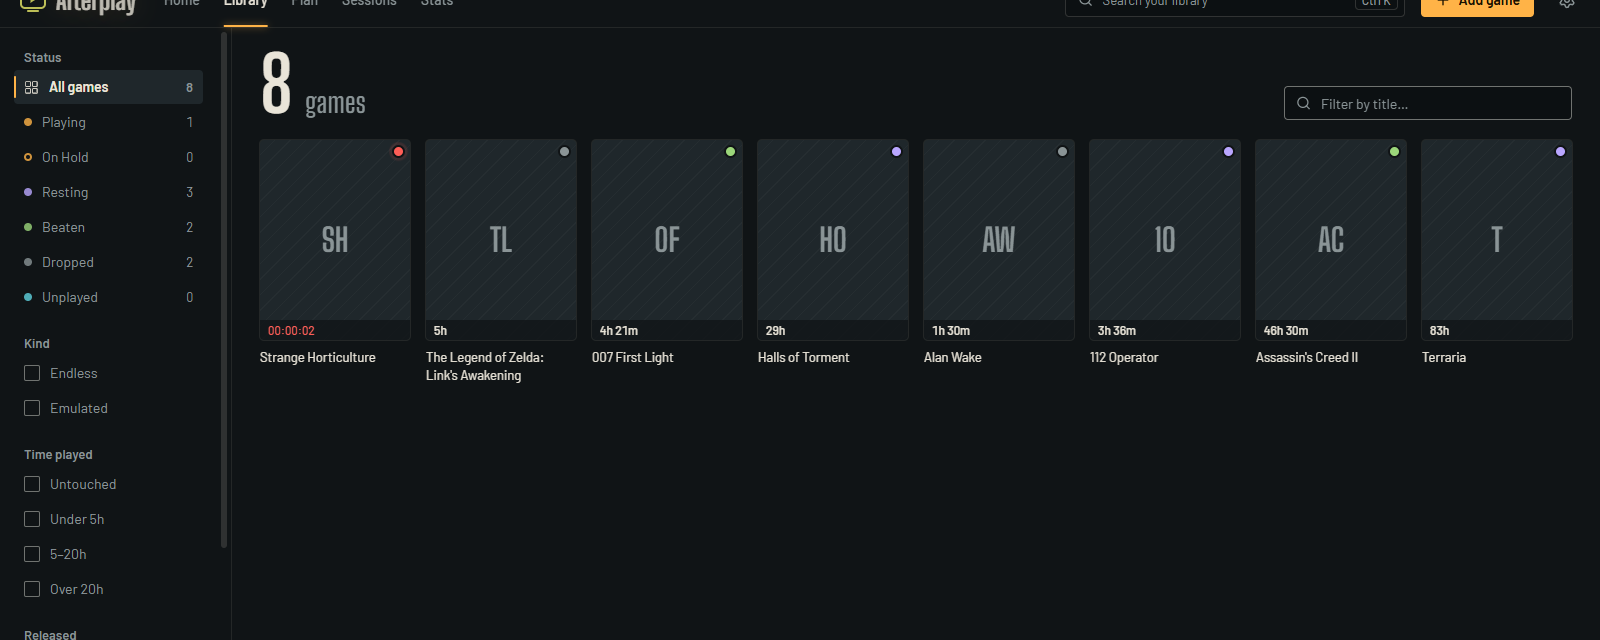 Afterplay
Home Library Plan Sessions Stats
Search your library
Ctrl K
Add game
Status
All games 8
Playing 1
On Hold 0
Resting 3
Beaten 2
Dropped 2
Unplayed 0
Kind
Endless
Emulated
Time played
Untouched
Under 5h
5–20h
Over 20h
Released
8 games
Filter by title...
SH
00:00:02
Strange Horticulture
TL
5h
The Legend of Zelda:
Link's Awakening
OF
4h 21m
007 First Light
HO
29h
Halls of Torment
AW
1h 30m
Alan Wake
10
3h 36m
112 Operator
AC
46h 30m
Assassin's Creed II
T
83h
Terraria